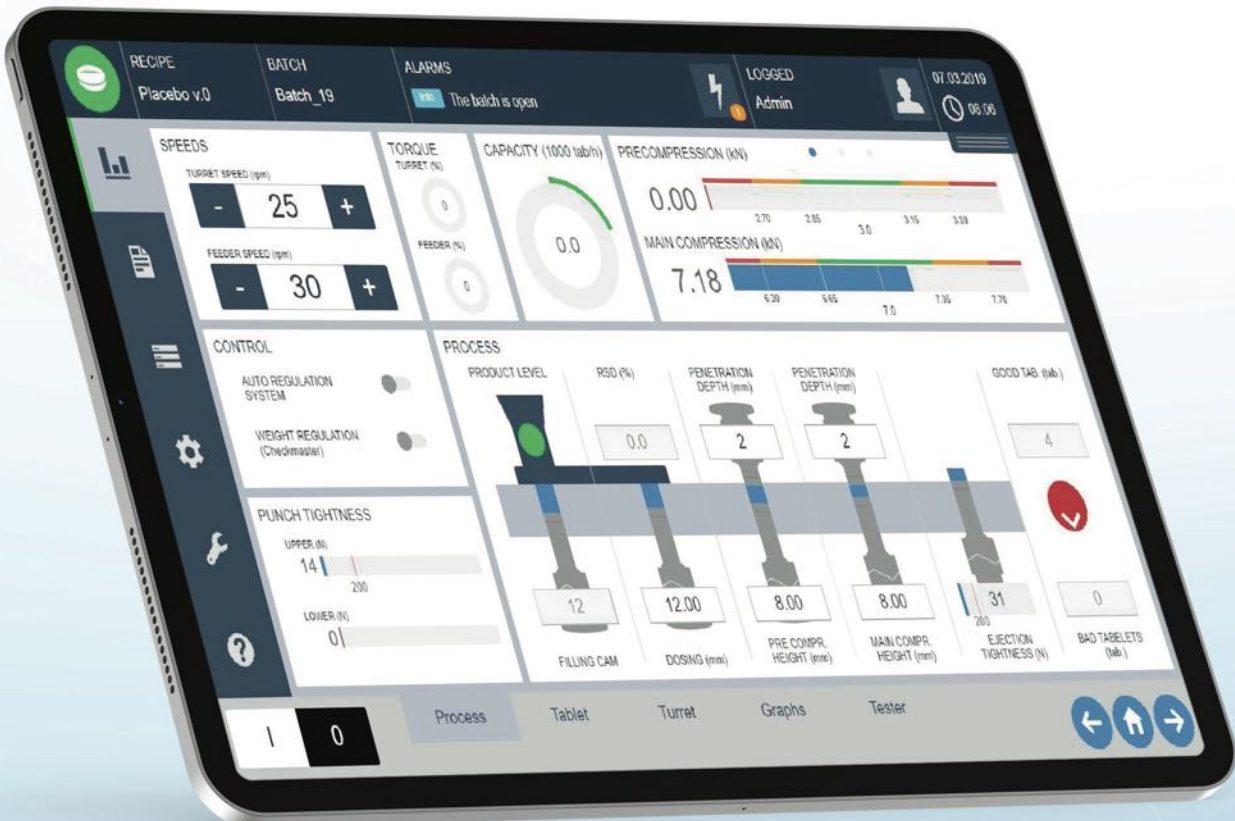 RECIPE
Placebo v.0
BATCH
Batch_19
ALARMS
Info The batch is open
LOGGED
Admin
07.03.2019
08:06
SPEEDS
TURRET SPEED (rpm)
- 25 +
FEEDER SPEED (rpm)
- 30 +
TORQUE
TURRET (%)
0
FEEDER (%)
0
CAPACITY (1000 tab/h)
0.0
PRECOMPRESSION (kN)
0.00
2.70 2.85 3.0 3.15 3.39
MAIN COMPRESSION (kN)
7.18
6.30 6.65 7.0 7.35 7.70
CONTROL
AUTO REGULATION
SYSTEM
WEIGHT REGULATION
(Checkmaster)
PUNCH TIGHTNESS
UPPER (N)
14
200
LOWER (N)
0
PROCESS
PRODUCT LEVEL
RSD (%)
0.0
PENETRATION
DEPTH (mm)
2
PENETRATION
DEPTH (mm)
2
GOOD TAB. (tab.)
4
12
FILLING CAM
12.00
DOSING (mm)
8.00
PRE COMPR.
HEIGHT (mm)
8.00
MAIN COMPR.
HEIGHT (mm)
31
200
EJECTION
TIGHTNESS (N)
0
BAD TABELETS
(tab.)
I 0
Process Tablet Turret Graphs Tester